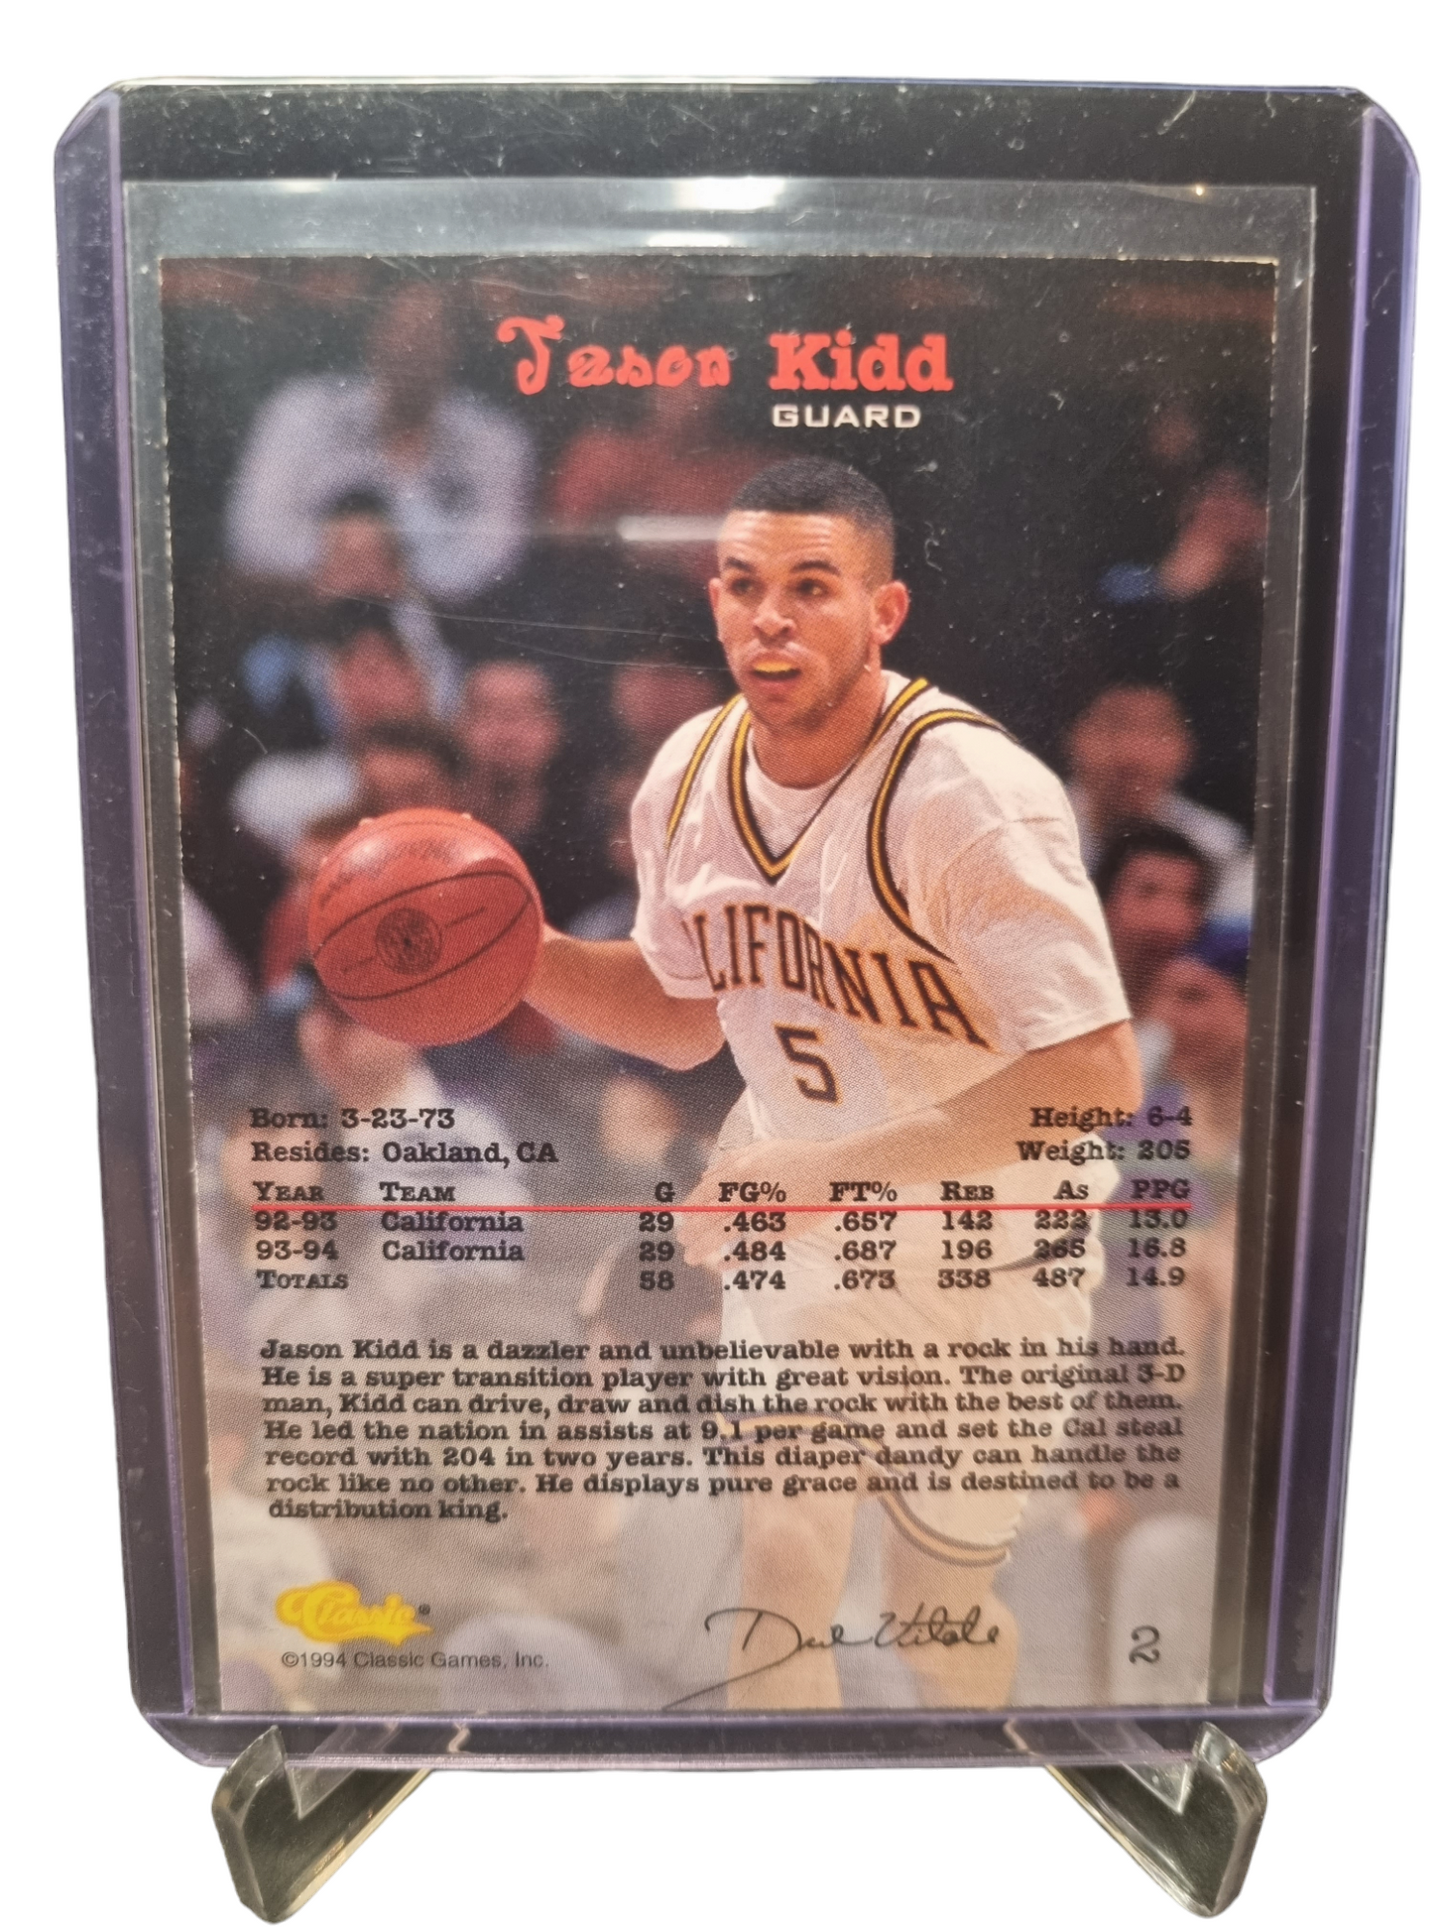 Jason Kidd
GUARD
LIFORNIA
5
Born: 3-23-73 Height: 6-4
Resides: Oakland, CA Weight: 205
YEAR TEAM G FG% FT% REB AS PPG
92-93 California 29 .463 .657 142 222 13.0
93-94 California 29 .484 .687 196 265 16.8
TOTALS 58 .474 .673 338 487 14.9
Jason Kidd is a dazzler and unbelievable with a rock in his hand.
He is a super transition player with great vision. The original 3-D
man, Kidd can drive, draw and dish the rock with the best of them.
He led the nation in assists at 9.1 per game and set the Cal steal
record with 204 in two years. This diaper dandy can handle the
rock like no other. He displays pure grace and is destined to be a
distribution king.
Classic®
©1994 Classic Games, Inc.
Dick Vitale
2